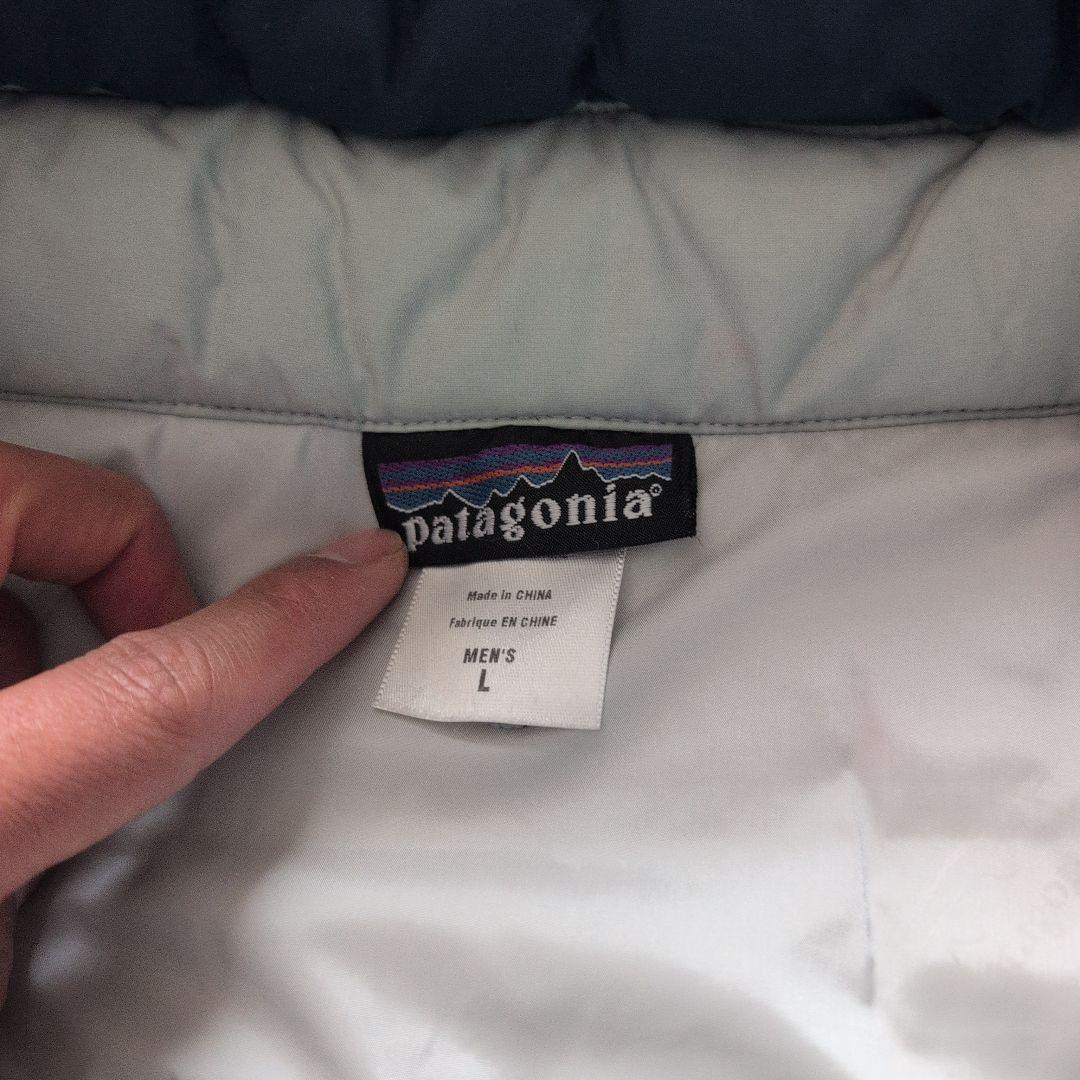 patagonia®
Made in CHINA
Fabrique EN CHINE
MEN'S
L